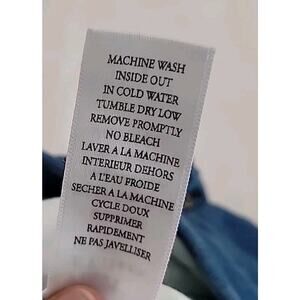 MACHINE WASH
INSIDE OUT
IN COLD WATER
TUMBLE DRY LOW
REMOVE PROMPTLY
NO BLEACH
LAVER A LA MACHINE
INTERIEUR DEHORS
A L'EAU FROIDE
SECHER A LA MACHINE
CYCLE DOUX
SUPPRIMER
RAPIDEMENT
NE PAS JAVELLISER